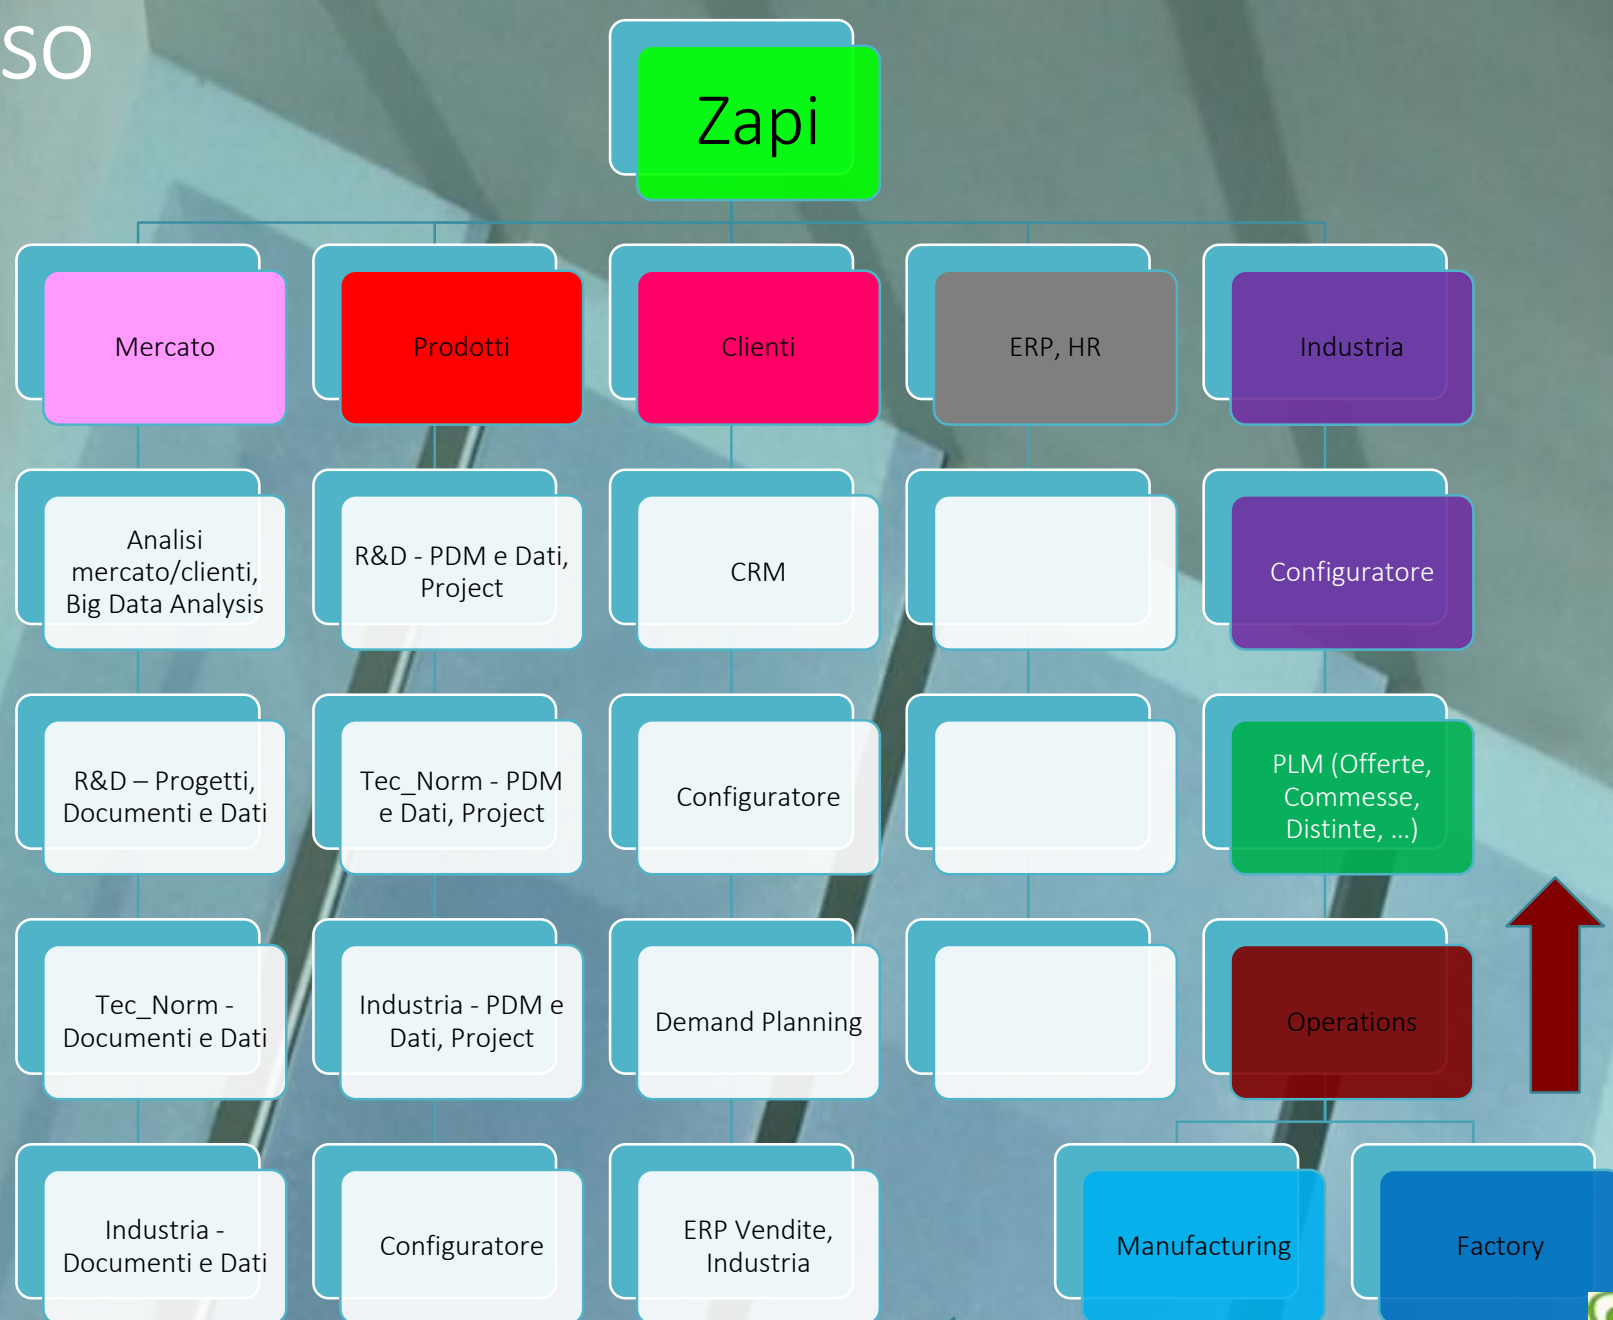 SO
Zapi
Mercato
Prodotti
Clienti
ERP, HR
Industria
Analisi
mercato/clienti,
Big Data Analysis
R&D - PDM e Dati,
Project
CRM
Configuratore
R&D – Progetti,
Documenti e Dati
Tec_Norm - PDM
e Dati, Project
Configuratore
PLM (Offerte,
Commesse,
Distinte, ...)
Tec_Norm -
Documenti e Dati
Industria - PDM e
Dati, Project
Demand Planning
Operations
Industria -
Documenti e Dati
Configuratore
ERP Vendite,
Industria
Manufacturing
Factory